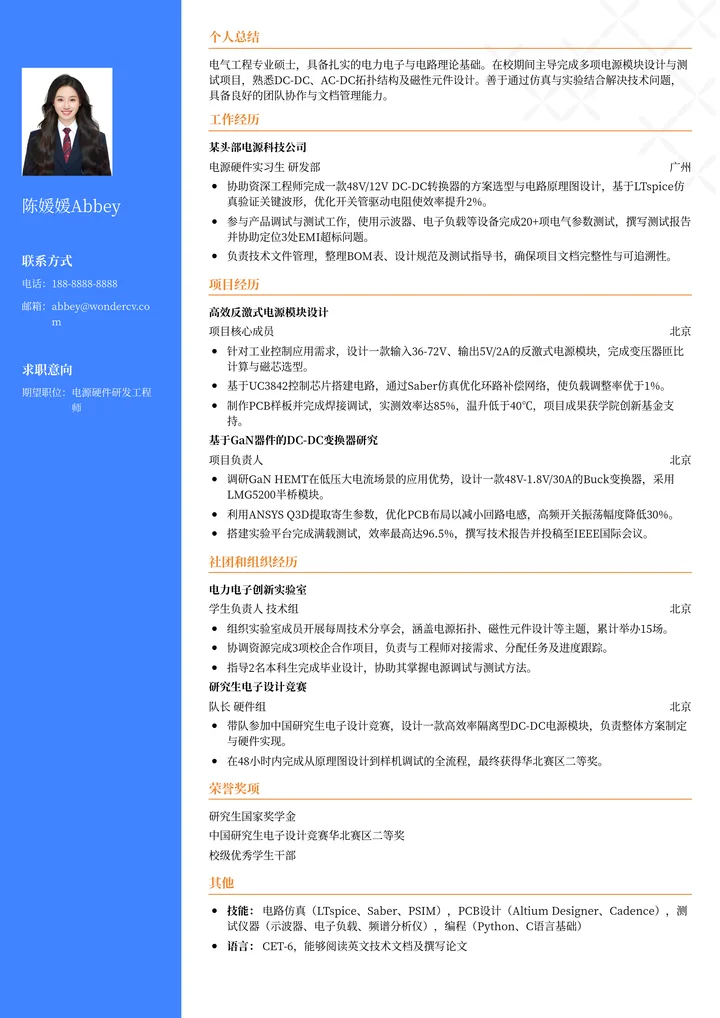 陈媛媛Abbey
联系方式
电话：188-8888-8888
邮箱：abbey@wondercv.co
m
求职意向
期望职位：电源硬件研发工程
师
个人总结
电气工程专业硕士，具备扎实的电力电子与电路理论基础。在校期间主导完成多项电源模块设计与测
试项目，熟悉DC-DC、AC-DC拓扑结构及磁性元件设计。善于通过仿真与实验结合解决技术问题，
具备良好的团队协作与文档管理能力。
工作经历
某头部电源科技公司
电源硬件实习生 研发部 广州
• 协助资深工程师完成一款48V/12V DC-DC转换器的方案选型与电路原理图设计，基于LTspice仿
真验证关键波形，优化开关管驱动电阻使效率提升2%。
• 参与产品调试与测试工作，使用示波器、电子负载等设备完成20+项电气参数测试，撰写测试报告
并协助定位3处EMI超标问题。
• 负责技术文件管理，整理BOM表、设计规范及测试指导书，确保项目文档完整性与可追溯性。
项目经历
高效反激式电源模块设计
项目核心成员 北京
• 针对工业控制应用需求，设计一款输入36-72V、输出5V/2A的反激式电源模块，完成变压器匝比
计算与磁芯选型。
• 基于UC3842控制芯片搭建电路，通过Saber仿真优化环路补偿网络，使负载调整率优于1%。
• 制作PCB样板并完成焊接调试，实测效率达85%，温升低于40℃，项目成果获学院创新基金支
持。
基于GaN器件的DC-DC变换器研究
项目负责人 北京
• 调研GaN HEMT在低压大电流场景的应用优势，设计一款48V-1.8V/30A的Buck变换器，采用
LMG5200半桥模块。
• 利用ANSYS Q3D提取寄生参数，优化PCB布局以减小回路电感，高频开关振荡幅度降低30%。
• 搭建实验平台完成满载测试，效率最高达96.5%，撰写技术报告并投稿至IEEE国际会议。
社团和组织经历
电力电子创新实验室
学生负责人 技术组 北京
• 组织实验室成员开展每周技术分享会，涵盖电源拓扑、磁性元件设计等主题，累计举办15场。
• 协调资源完成3项校企合作项目，负责与工程师对接需求、分配任务及进度跟踪。
• 指导2名本科生完成毕业设计，协助其掌握电源调试与测试方法。
研究生电子设计竞赛
队长 硬件组 北京
• 带队参加中国研究生电子设计竞赛，设计一款高效率隔离型DC-DC电源模块，负责整体方案制定
与硬件实现。
• 在48小时内完成从原理图设计到样机调试的全流程，最终获得华北赛区二等奖。
荣誉奖项
研究生国家奖学金
中国研究生电子设计竞赛华北赛区二等奖
校级优秀学生干部
其他
• 技能： 电路仿真（LTspice、Saber、PSIM），PCB设计（Altium Designer、Cadence），测
试仪器（示波器、电子负载、频谱分析仪），编程（Python、C语言基础）
• 语言： CET-6，能够阅读英文技术文档及撰写论文